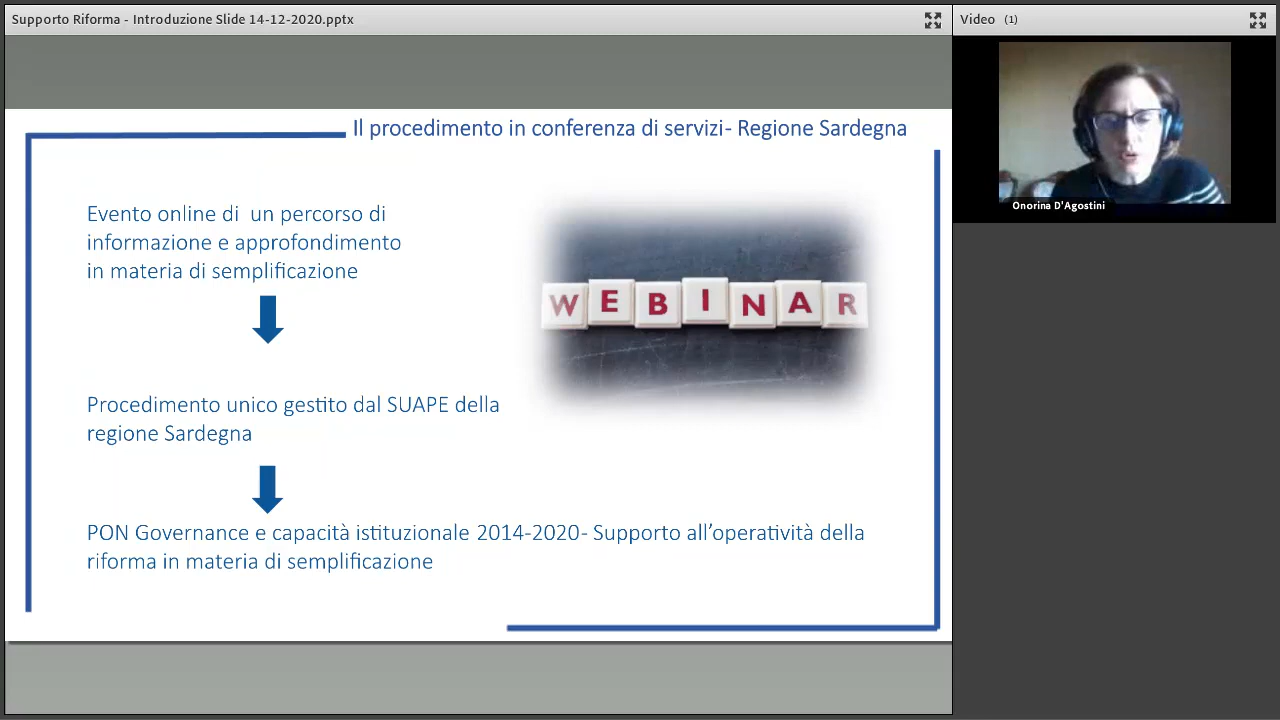 Supporto Riforma - Introduzione Slide 14-12-2020.pptx
Video (1)
Onorina D'Agostini
Il procedimento in conferenza di servizi- Regione Sardegna
Evento online di un percorso di
informazione e approfondimento
in materia di semplificazione
WEBINAR
Procedimento unico gestito dal SUAPE della
regione Sardegna
PON Governance e capacità istituzionale 2014-2020- Supporto all’operatività della
riforma in materia di semplificazione